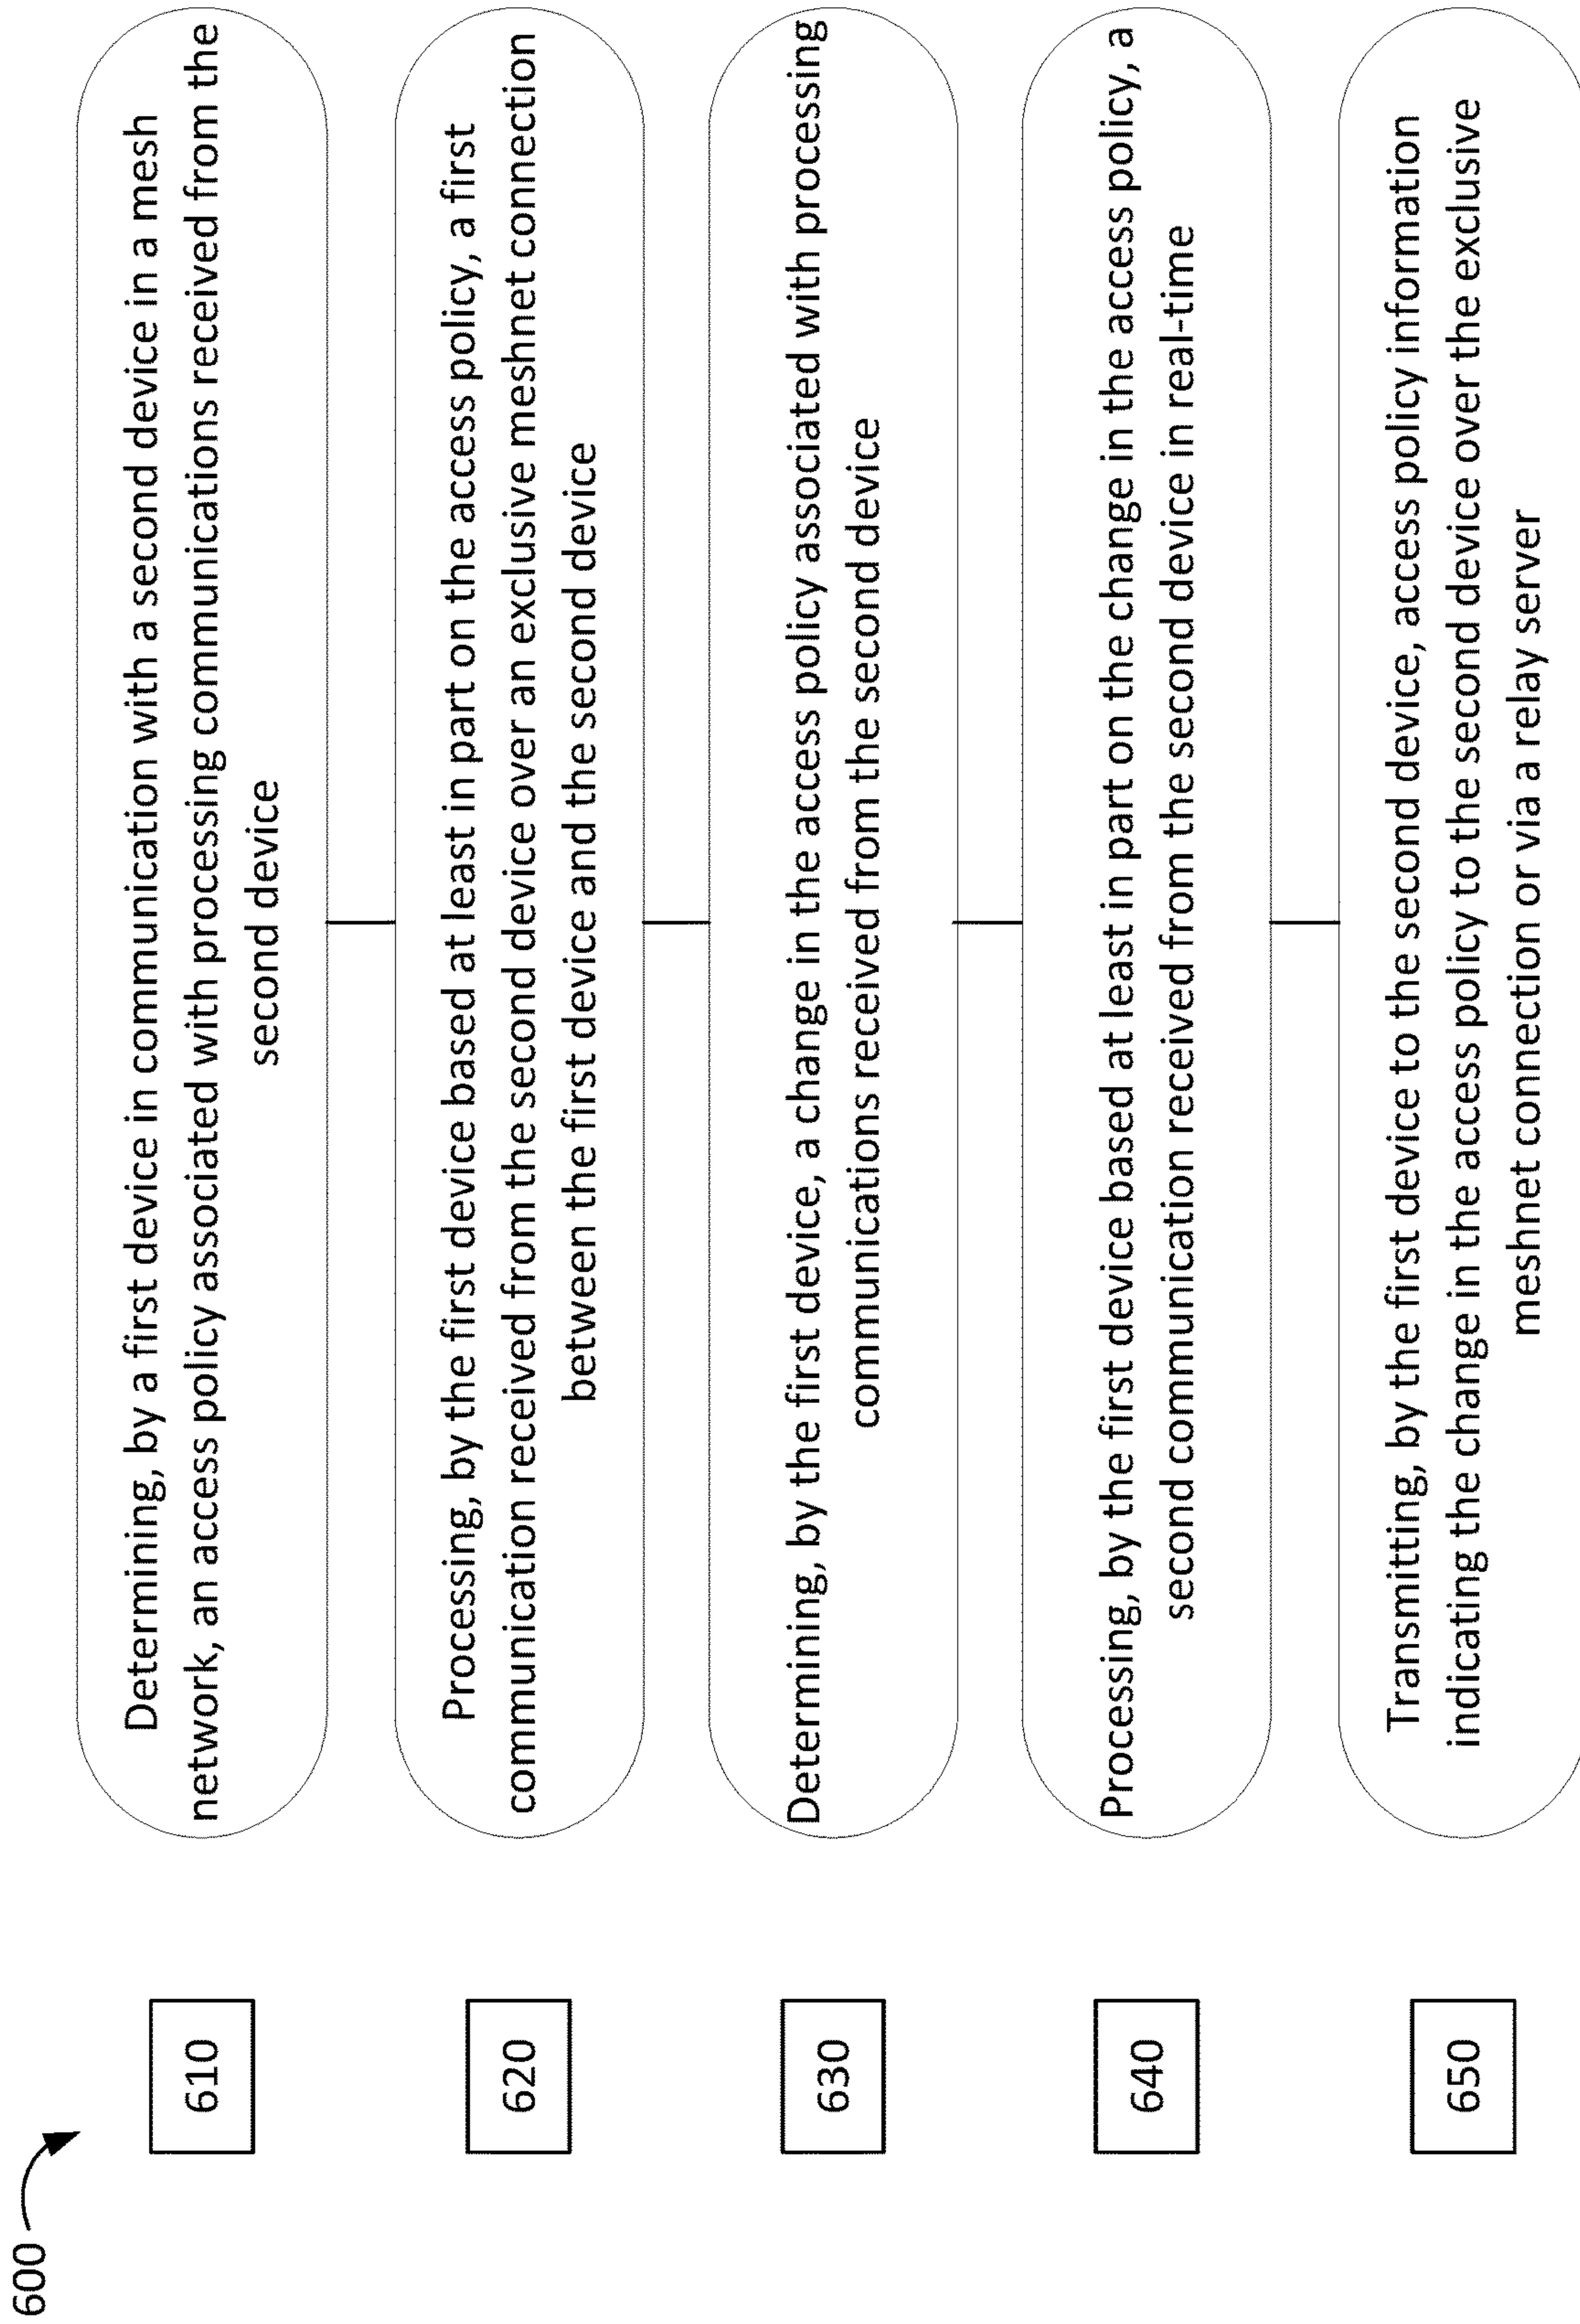 600
610
Determining, by a first device in communication with a second device in a mesh
network, an access policy associated with processing communications received from the
second device
620
Processing, by the first device based at least in part on the access policy, a first
communication received from the second device over an exclusive meshnet connection
between the first device and the second device
630
Determining, by the first device, a change in the access policy associated with processing
communications received from the second device
640
Processing, by the first device based at least in part on the change in the access policy, a
second communication received from the second device in real-time
650
Transmitting, by the first device to the second device, access policy information
indicating the change in the access policy to the second device over the exclusive
meshnet connection or via a relay server